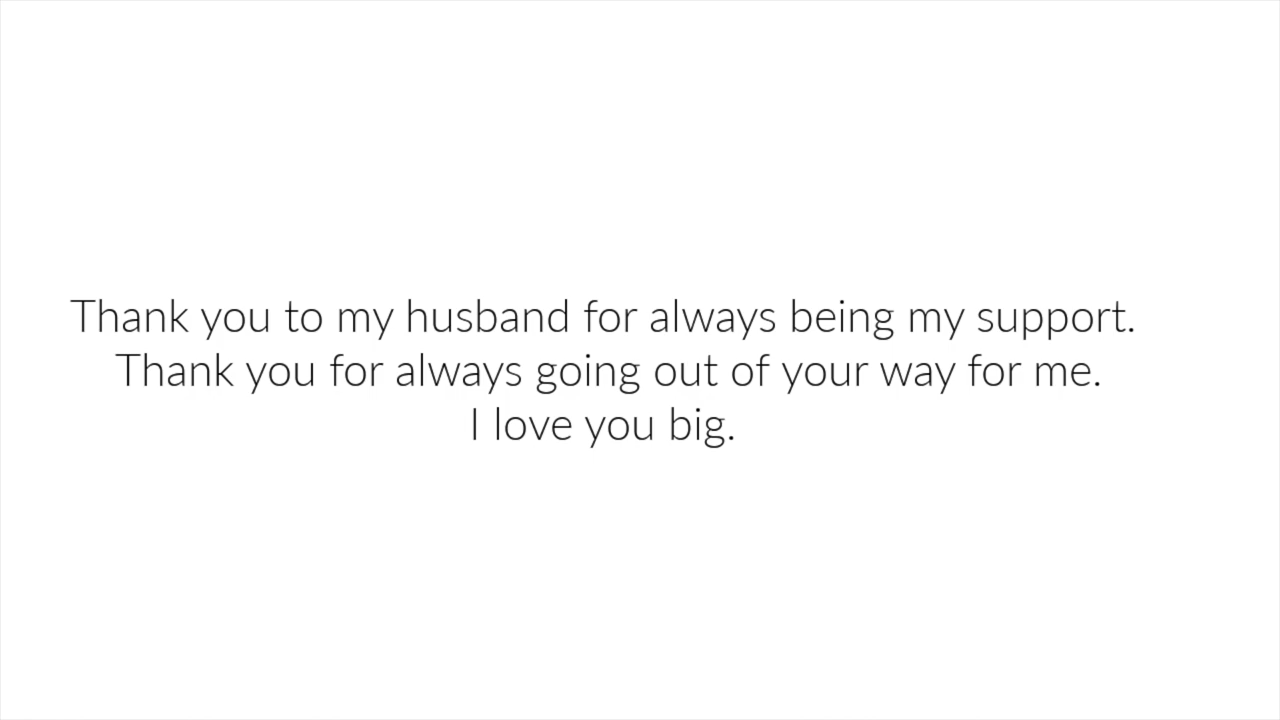 Thank you to my husband for always being my support.
Thank you for always going out of your way for me.
I love you big.